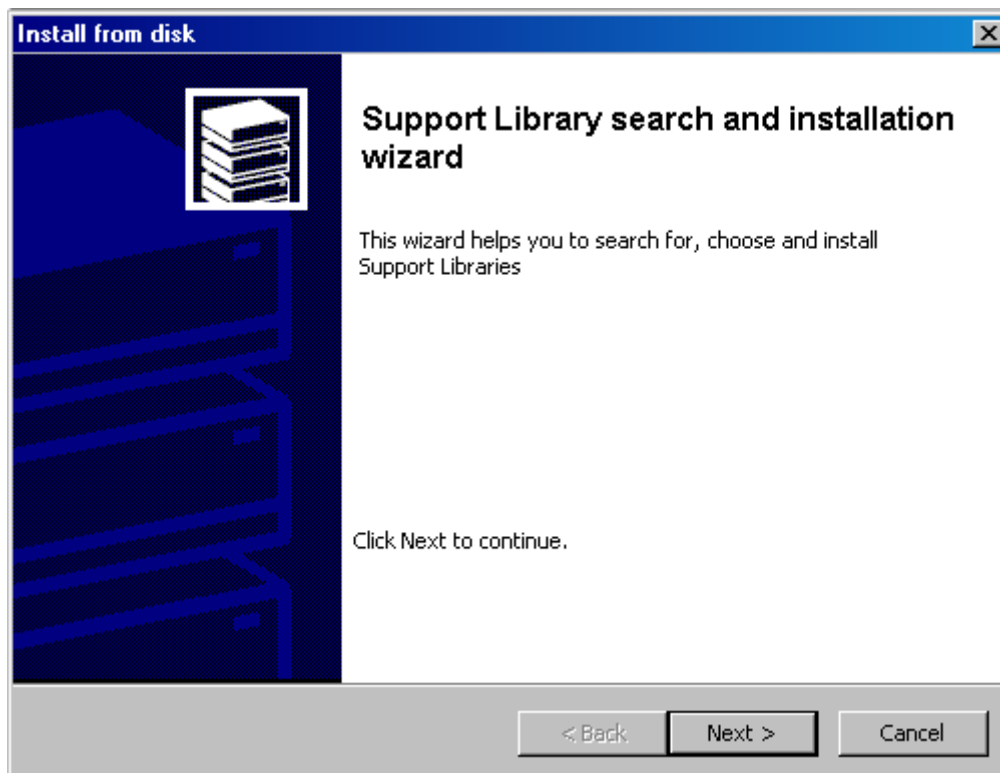 Install from disk
Support Library search and installation
wizard
This wizard helps you to search for, choose and install
Support Libraries
Click Next to continue.
< Back
Next >
Cancel